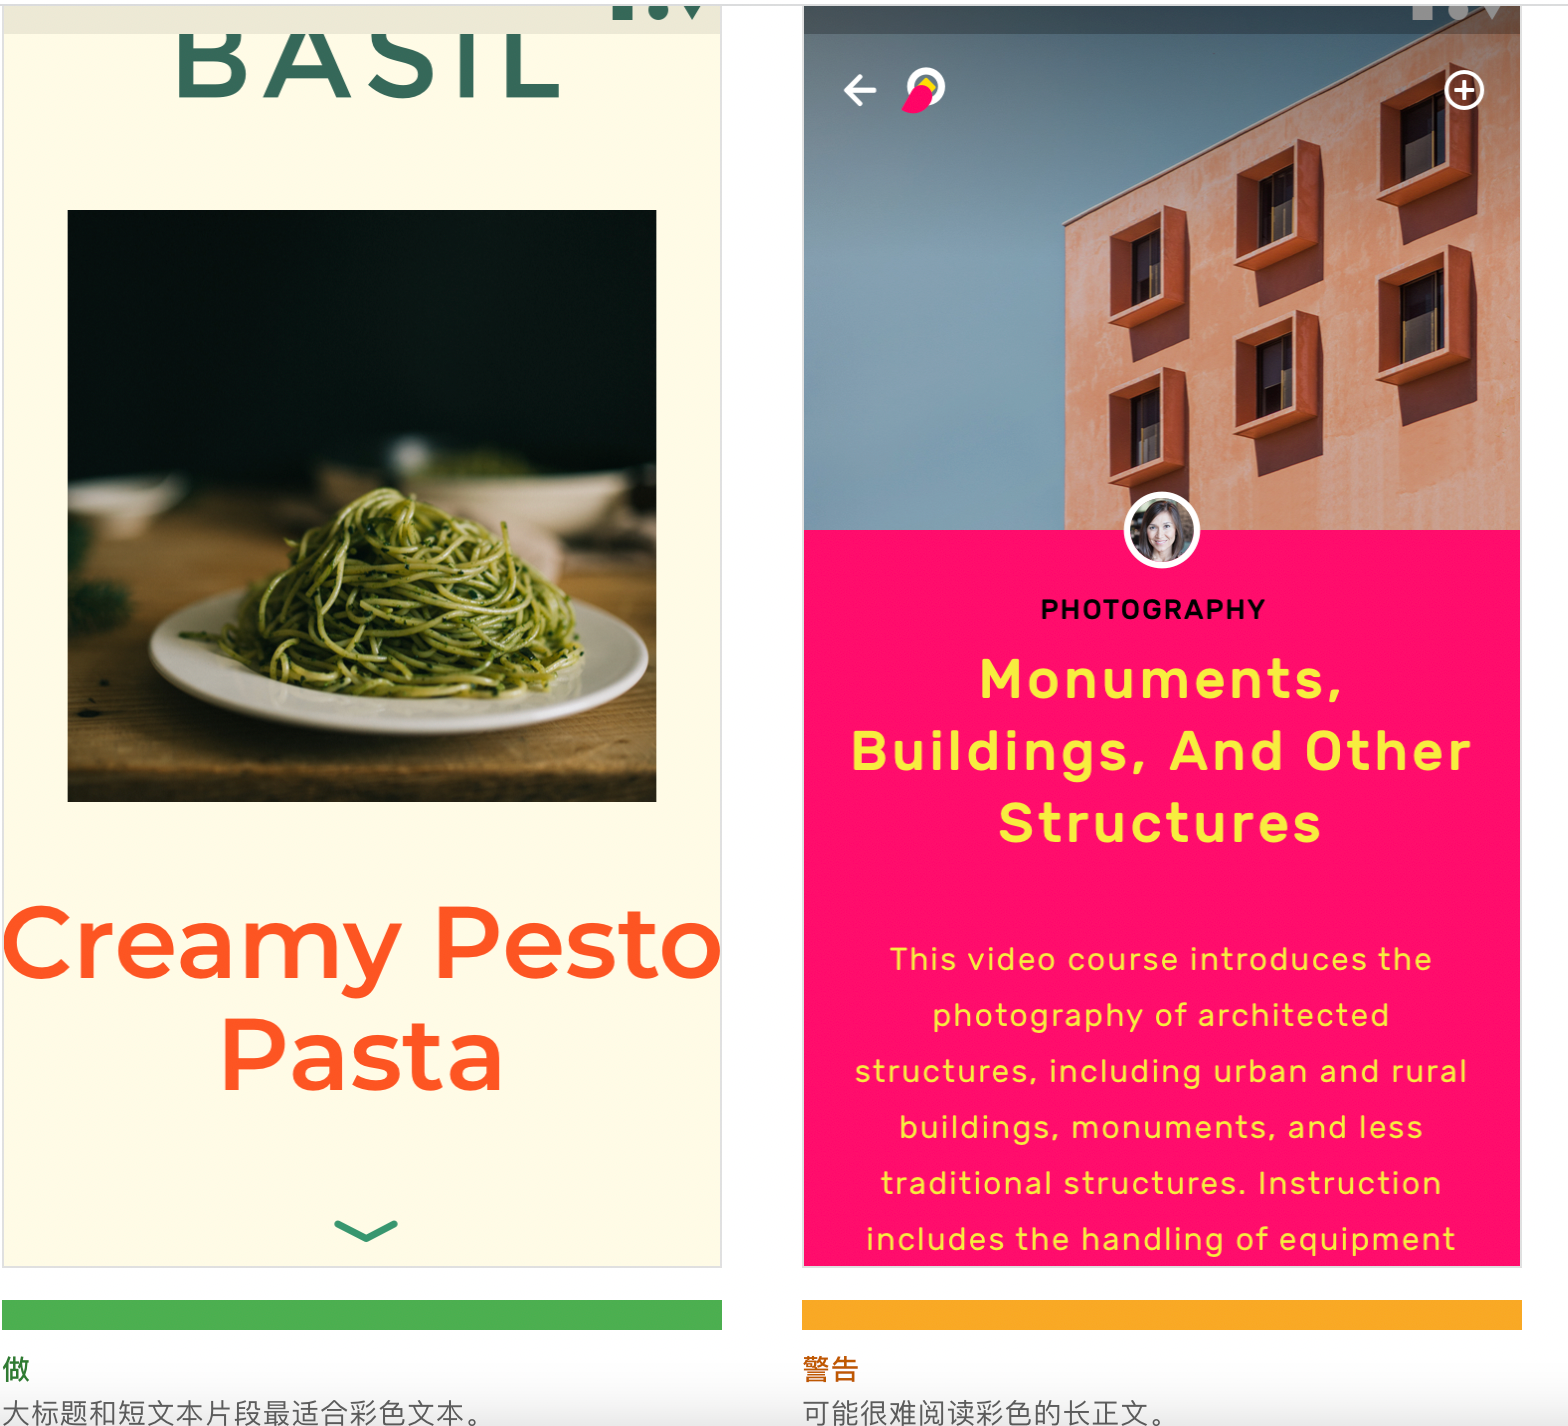 BASIL
Creamy Pesto
Pasta
做
大标题和短文本片段最适合彩色文本。
PHOTOGRAPHY
Monuments,
Buildings, And Other
Structures
This video course introduces the
photography of architected
structures, including urban and rural
buildings, monuments, and less
traditional structures. Instruction
includes the handling of equipment
警告
可能很难阅读彩色的长正文。